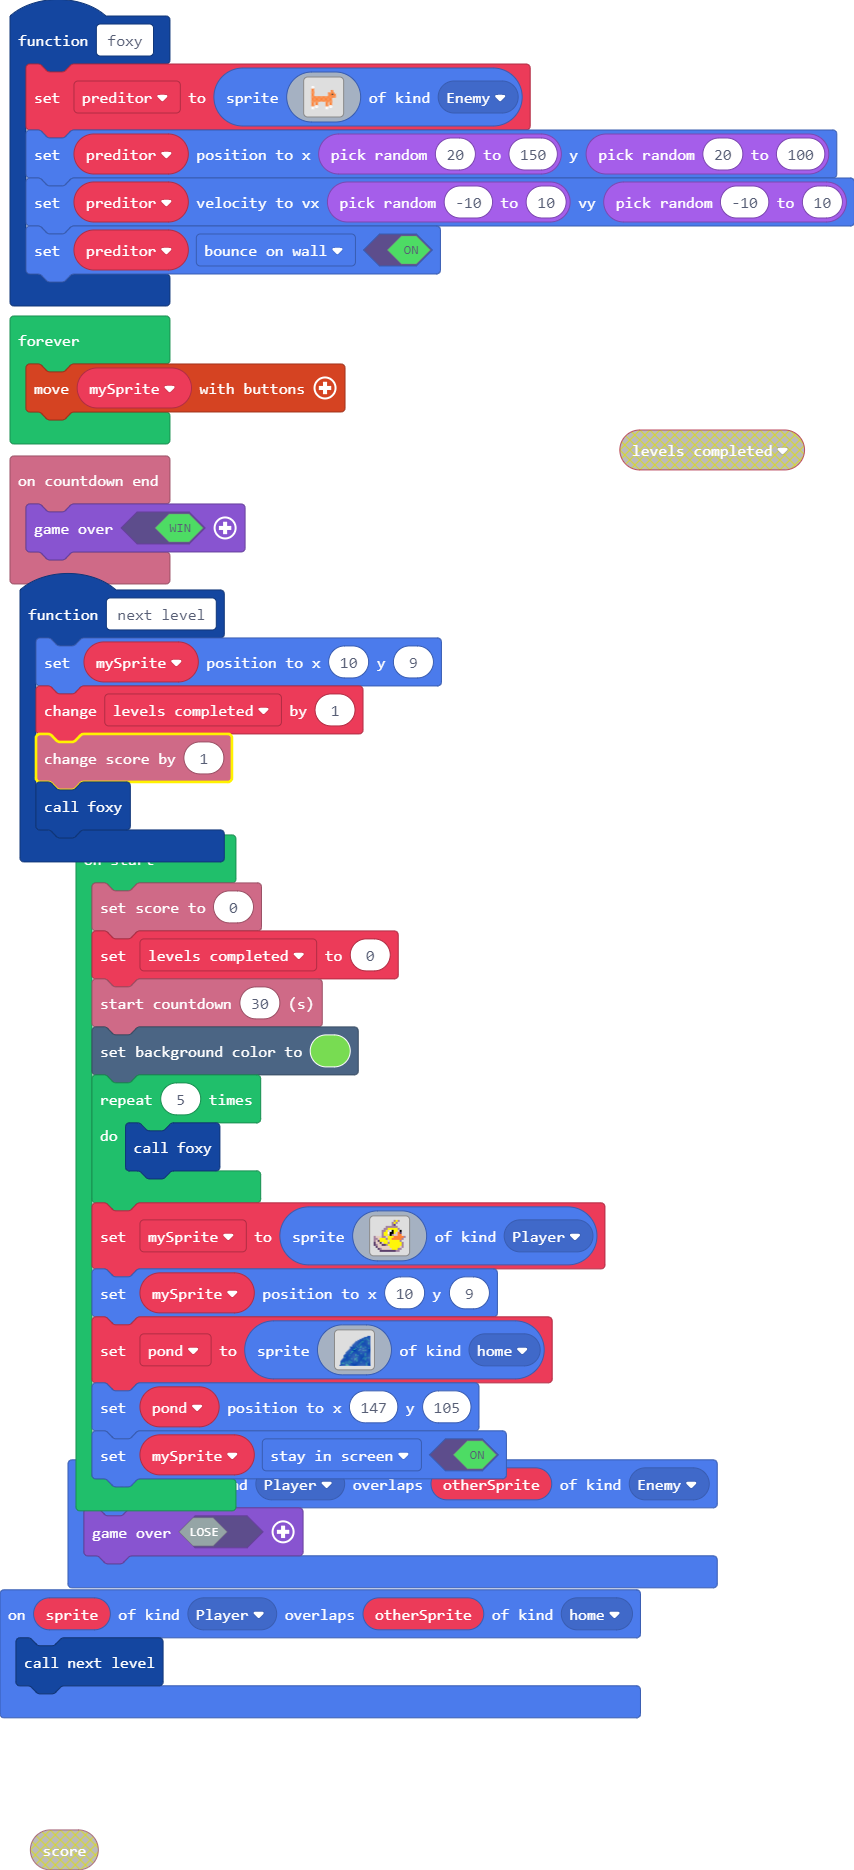 function foxy
set preditor to sprite of kind Enemy
set preditor position to x pick random 20 to 150 y pick random 20 to 100
set preditor velocity to vx pick random -10 to 10 vy pick random -10 to 10
set preditor bounce on wall ON
forever
move mySprite with buttons
levels completed
on countdown end
game over WIN
function next level
set mySprite position to x 10 y 9
change levels completed by 1
change score by 1
call foxy
on start
set score to 0
set levels completed to 0
start countdown 30 (s)
set background color to
repeat 5 times
do call foxy
set mySprite to sprite of kind Player
set mySprite position to x 10 y 9
set pond to sprite of kind home
set pond position to x 147 y 105
set mySprite stay in screen ON
Player overlaps otherSprite of kind Enemy
game over LOSE
on sprite of kind Player overlaps otherSprite of kind home
call next level
score